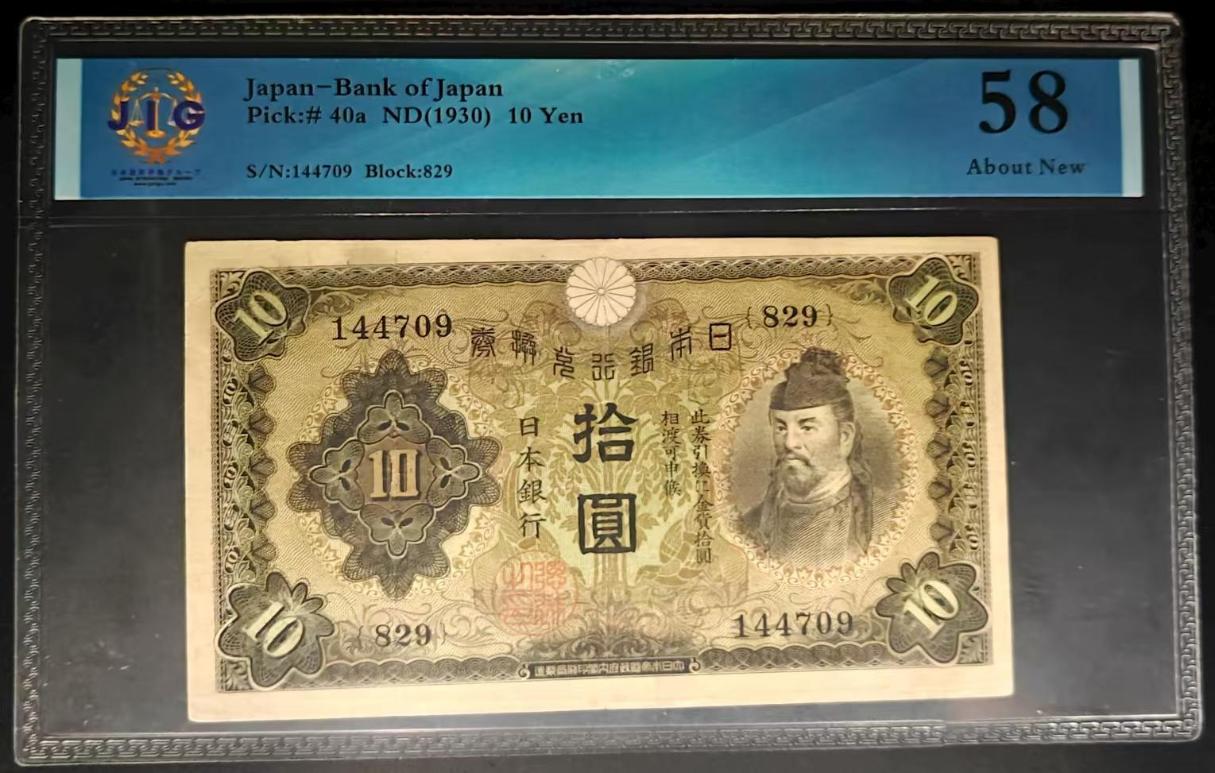 JIG
Japan-Bank of Japan
Pick:# 40a ND(1930) 10 Yen
S/N:144709 Block:829
58
About New
10
144709
{829}
10
日本銀行兌換券
此券引換ニ金貨拾圓
相渡可申候
拾圓
日本銀行
10
10
{829}
144709
10